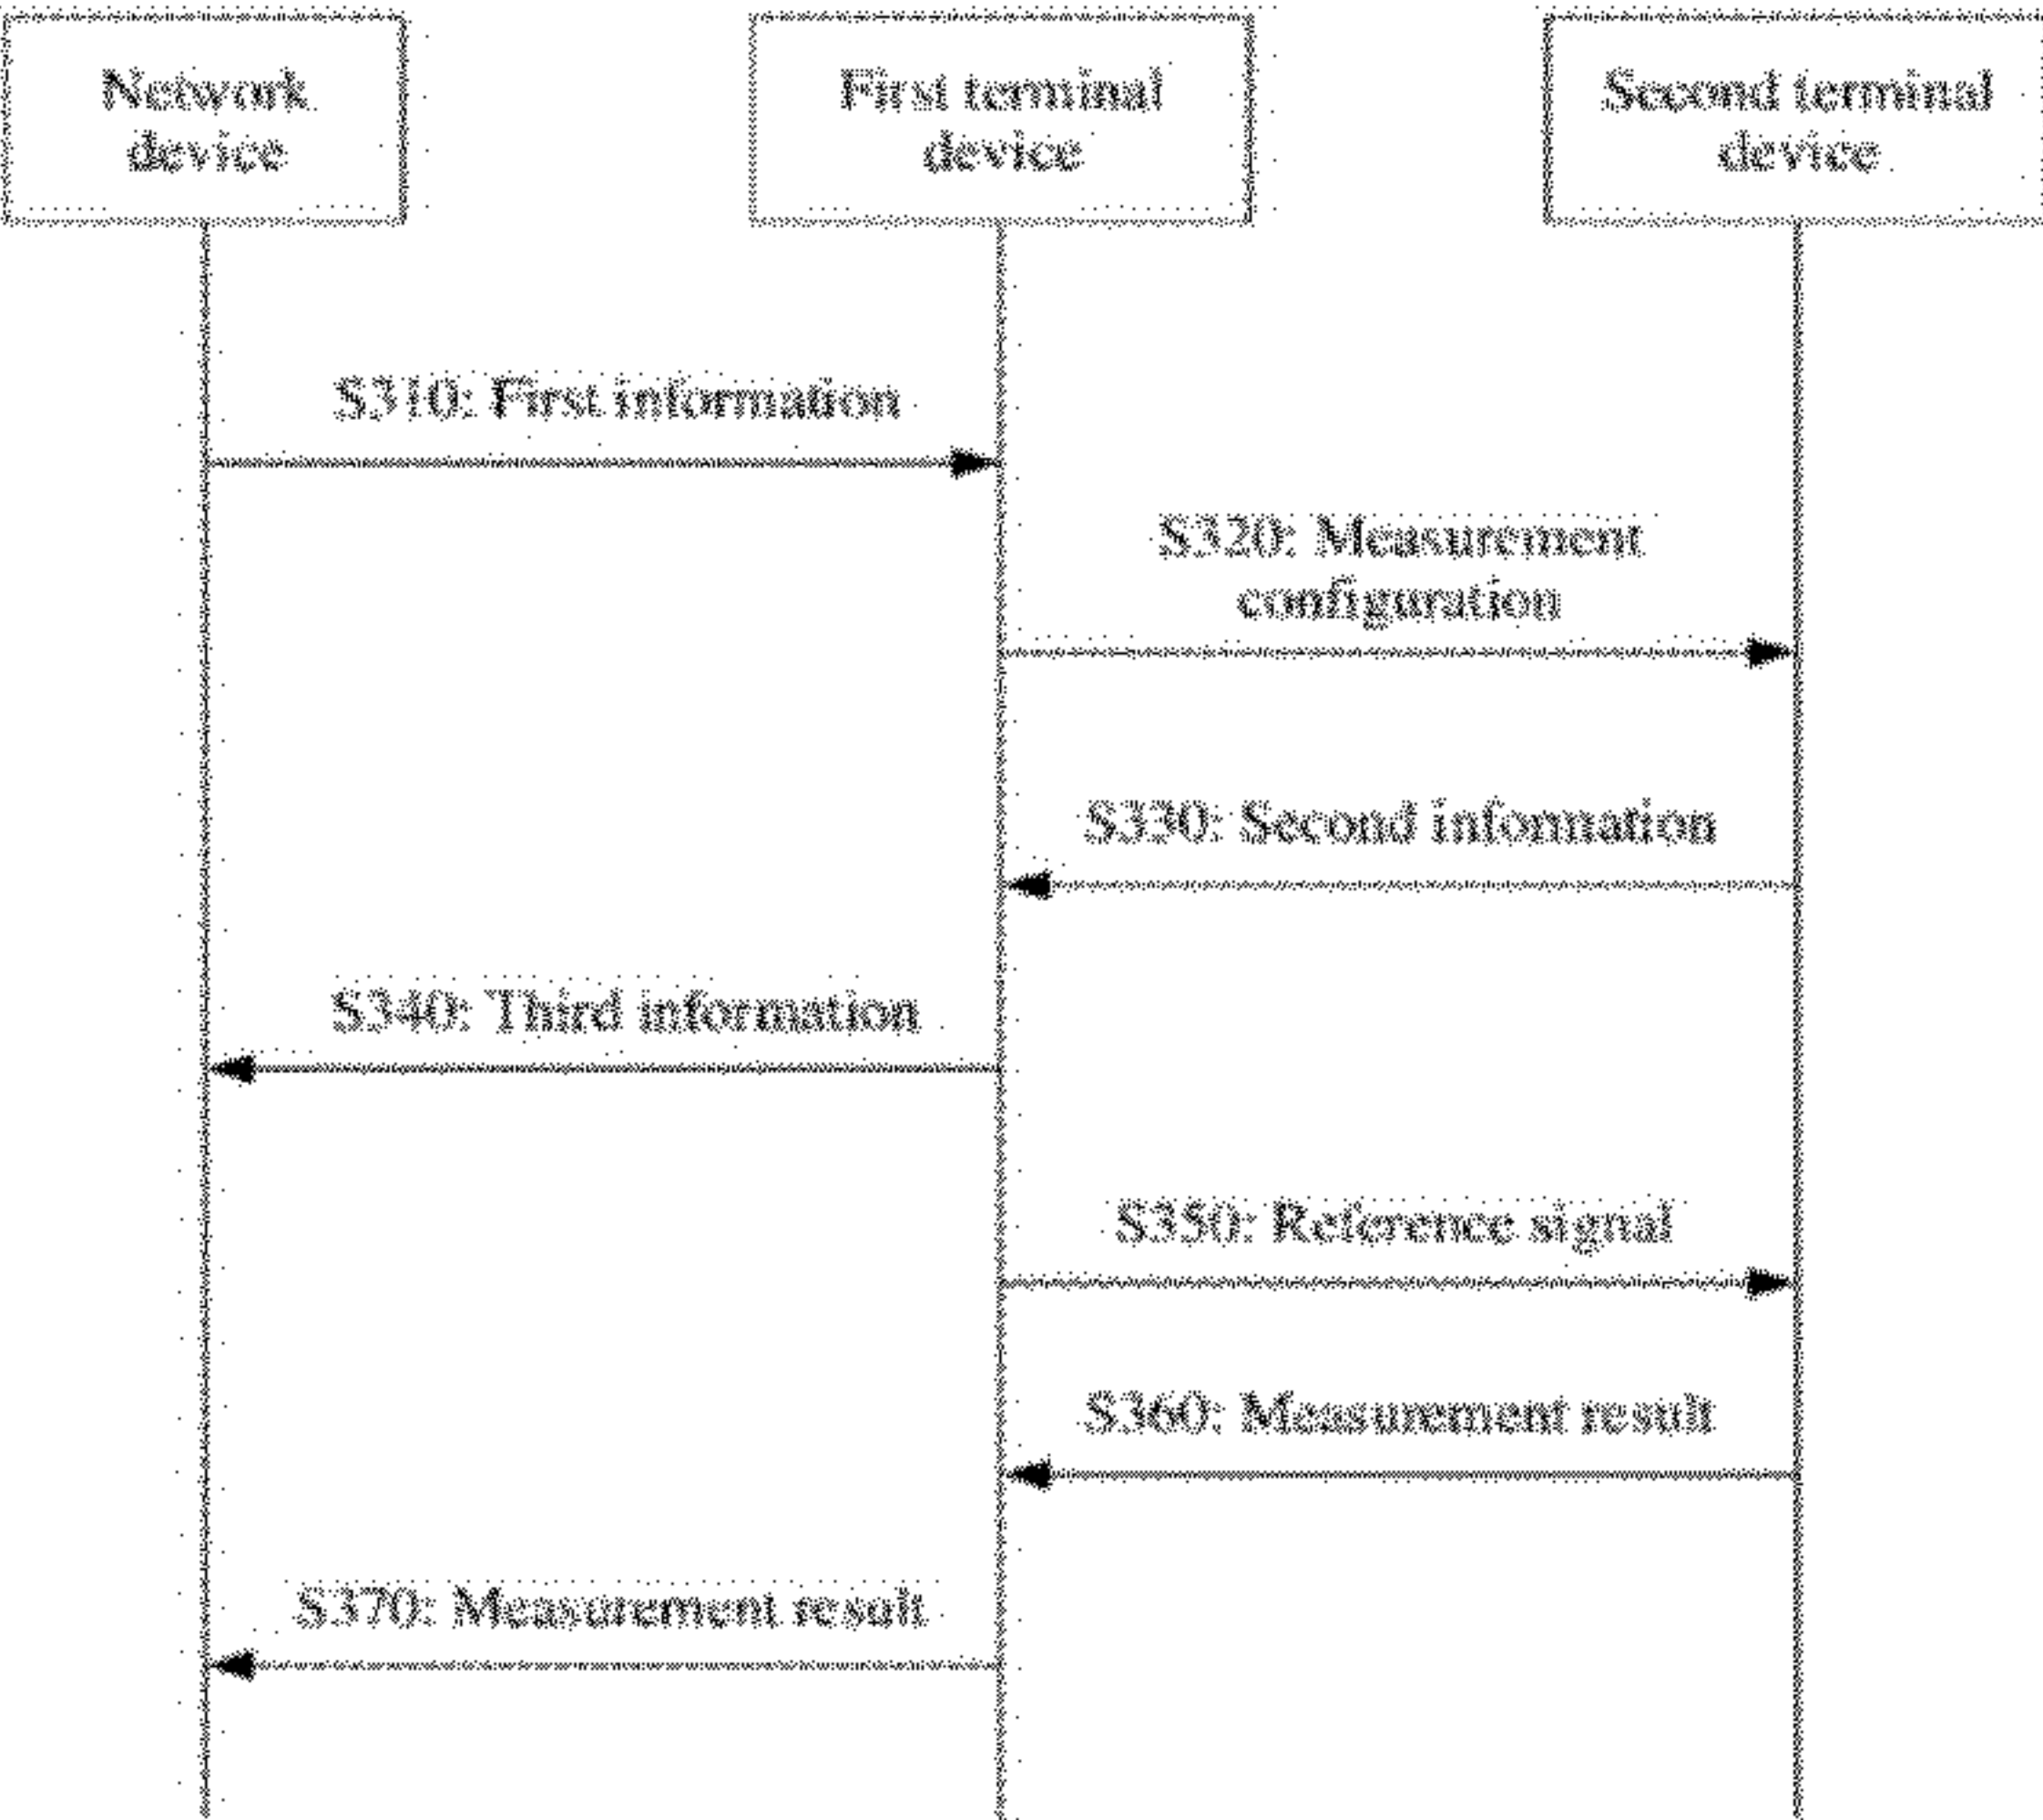 Network
device
First terminal
device
Second terminal
device
S310: First information
S320: Measurement
configuration
S330: Second information
S340: Third information
S350: Reference signal
S360: Measurement result
S370: Measurement result